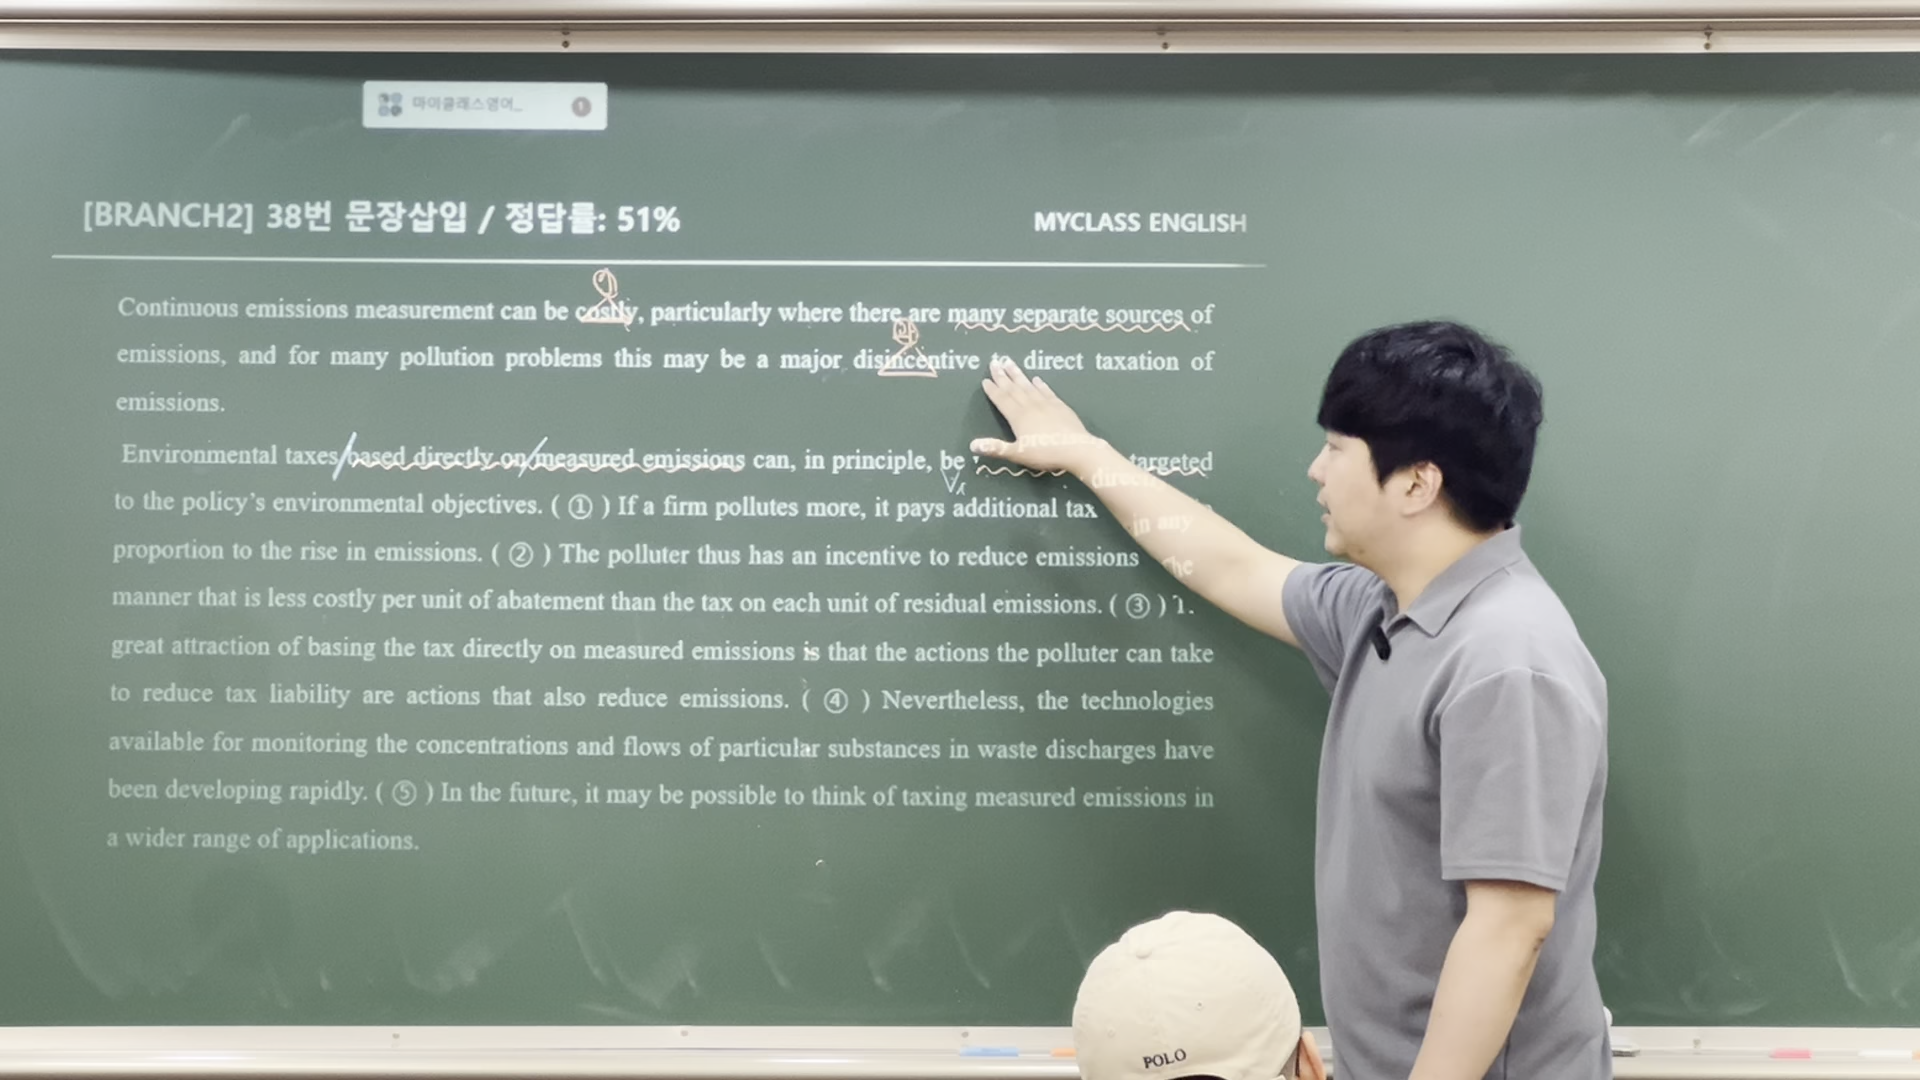 마이클래스영어_
[BRANCH2] 38번 문장삽입 / 정답률: 51%
MYCLASS ENGLISH
Continuous emissions measurement can be costly, particularly where there are many separate sources of
emissions, and for many pollution problems this may be a major disincentive to direct taxation of
emissions.
Environmental taxes based directly on measured emissions can, in principle, be very precisely targeted
to the policy's environmental objectives. ( ① ) If a firm pollutes more, it pays additional tax
proportion to the rise in emissions. ( ② ) The polluter thus has an incentive to reduce emissions in any
manner that is less costly per unit of abatement than the tax on each unit of residual emissions. ( ③ ) The
great attraction of basing the tax directly on measured emissions is that the actions the polluter can take
to reduce tax liability are actions that also reduce emissions. ( ④ ) Nevertheless, the technologies
available for monitoring the concentrations and flows of particular substances in waste discharges have
been developing rapidly. ( ⑤ ) In the future, it may be possible to think of taxing measured emissions in
a wider range of applications.
POLO